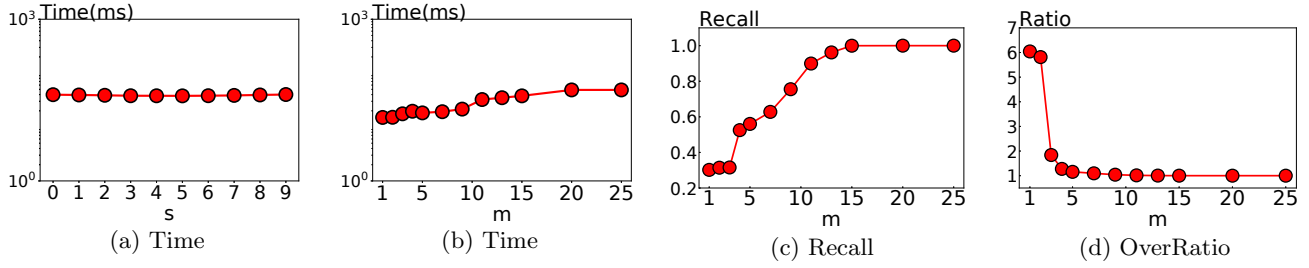 Time(ms)
10³
10⁰
0 1 2 3 4 5 6 7 8 9
s
(a) Time
Time(ms)
10³
10⁰
1 5 10 15 20 25
m
(b) Time
Recall
1.0
0.8
0.6
0.4
0.2
1 5 10 15 20 25
m
(c) Recall
Ratio
7
6
5
4
3
2
1
1 5 10 15 20 25
m
(d) OverRatio